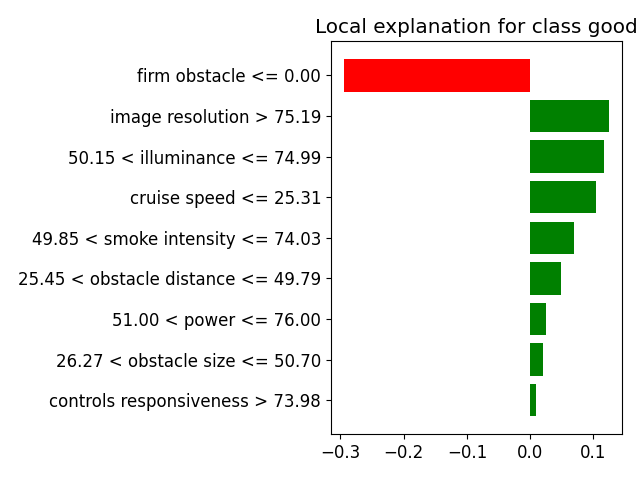 Local explanation for class good
firm obstacle <= 0.00
image resolution > 75.19
50.15 < illuminance <= 74.99
cruise speed <= 25.31
49.85 < smoke intensity <= 74.03
25.45 < obstacle distance <= 49.79
51.00 < power <= 76.00
26.27 < obstacle size <= 50.70
controls responsiveness > 73.98
−0.3 −0.2 −0.1 0.0 0.1